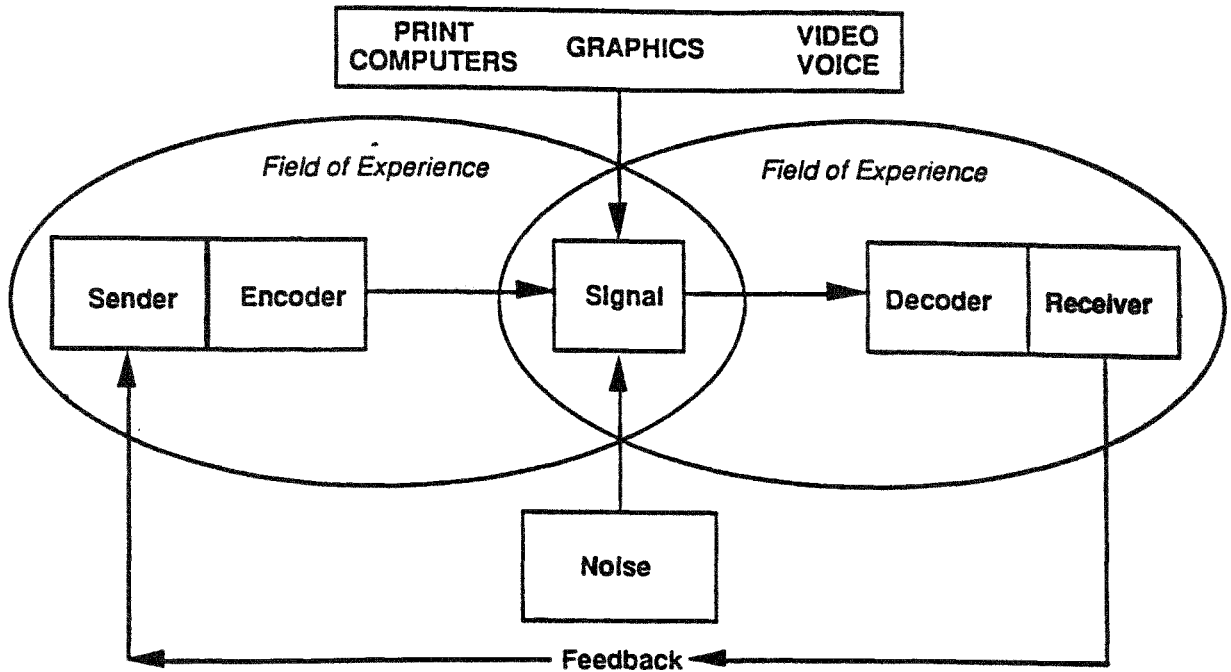 PRINT
COMPUTERS
GRAPHICS
VIDEO
VOICE
Field of Experience
Field of Experience
Sender
Encoder
Signal
Decoder
Receiver
Noise
Feedback